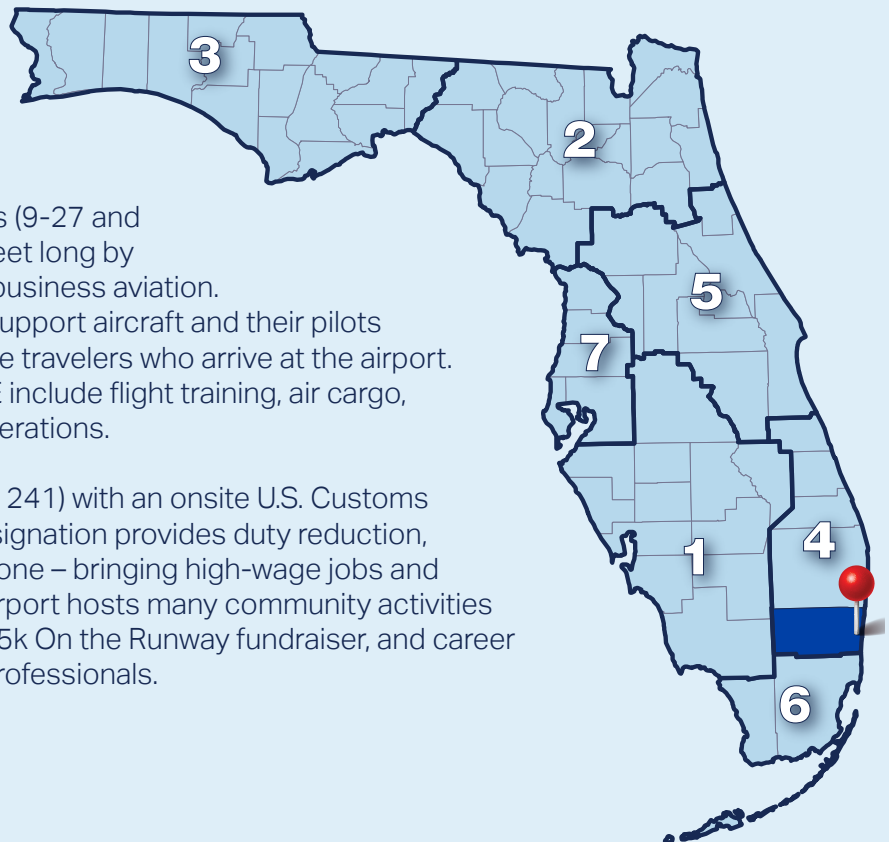 3
2
s (9-27 and
eet long by
business aviation.
upport aircraft and their pilots
e travelers who arrive at the airport.
E include flight training, air cargo,
erations.
5
7
241) with an onsite U.S. Customs
signation provides duty reduction,
one – bringing high-wage jobs and
irport hosts many community activities
5k On the Runway fundraiser, and career
rofessionals.
1
4
6